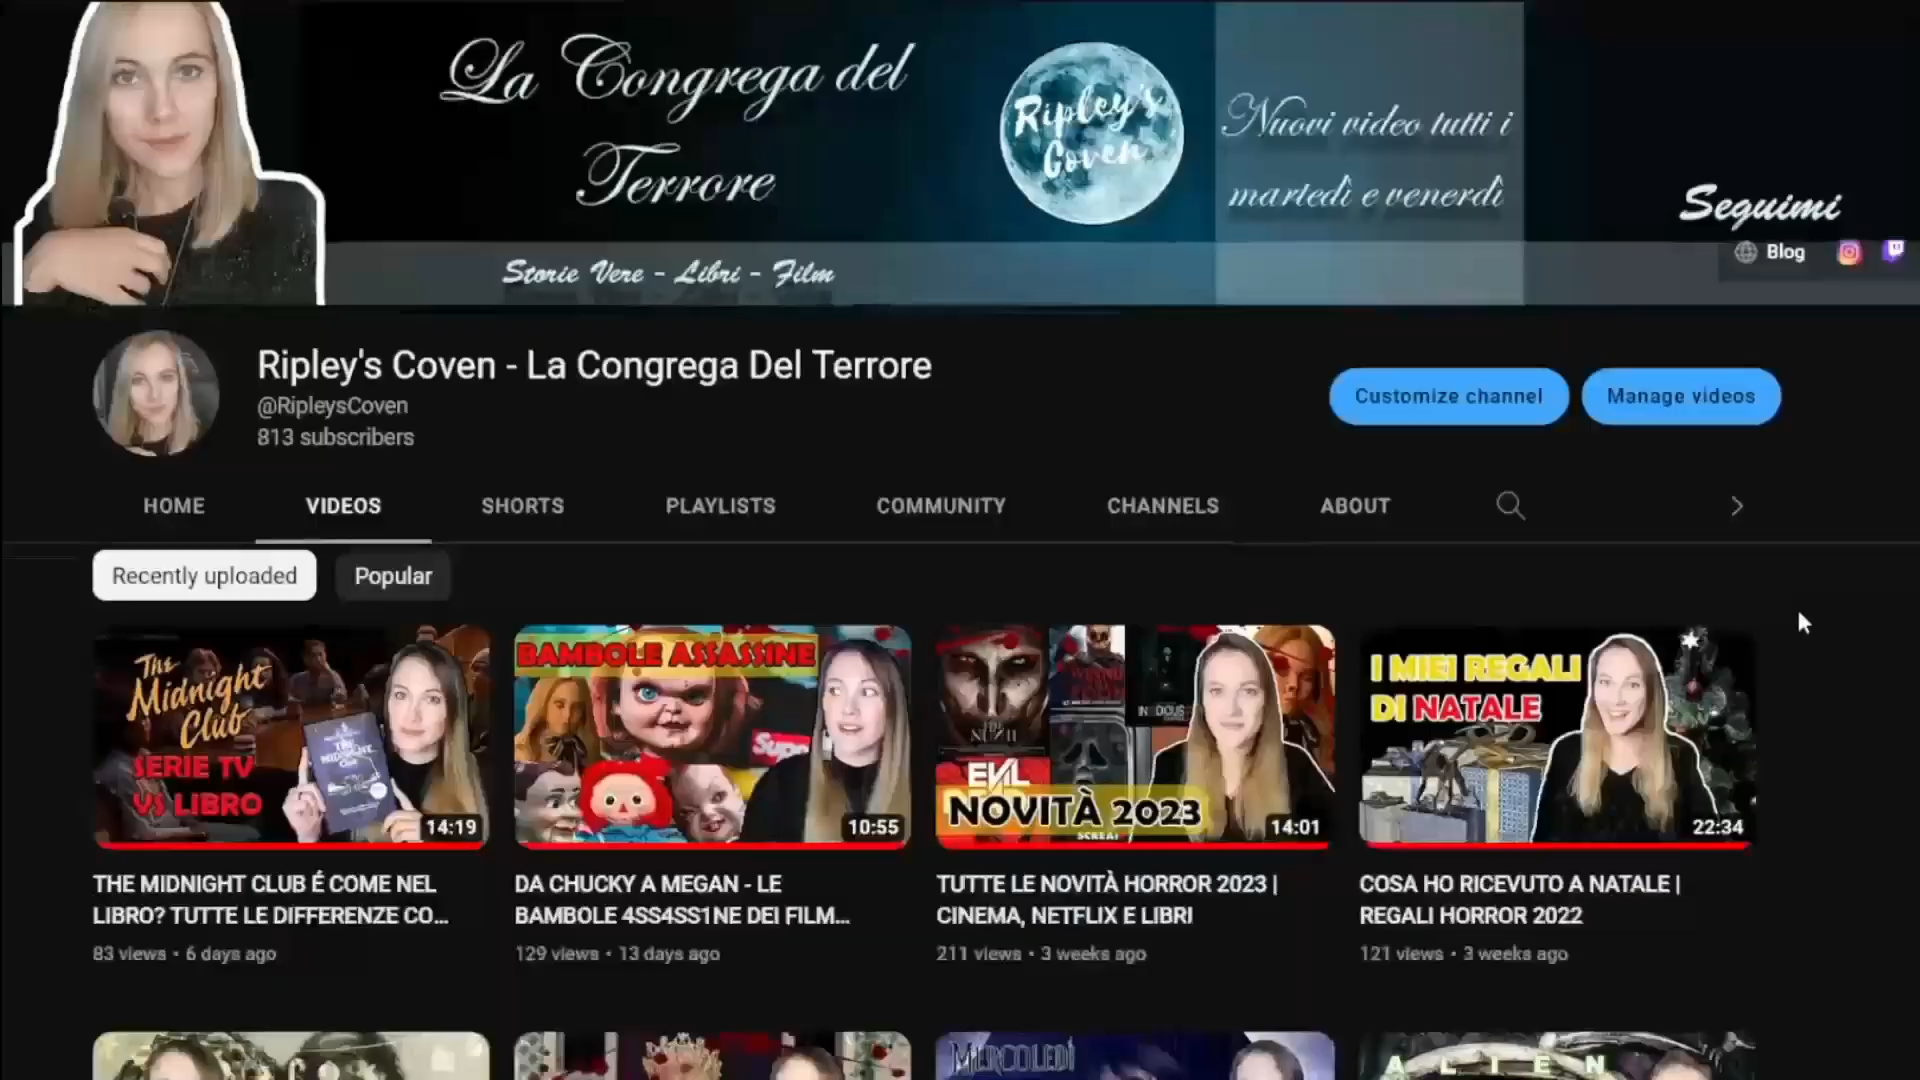 La Congrega del
Terrore
Ripley's
Coven
Nuovi video tutti i
martedì e venerdì
Seguimi
Blog
Storie Vere - Libri - Film
Ripley's Coven - La Congrega Del Terrore
@RipleysCoven
813 subscribers
Customize channel
Manage videos
HOME
VIDEOS
SHORTS
PLAYLISTS
COMMUNITY
CHANNELS
ABOUT
Recently uploaded
Popular
The
Midnight
Club
SERIE TV
VS LIBRO
14:19
BAMBOLE ASSASSINE
10:55
EVIL
NOVITÀ 2023
14:01
I MIEI REGALI
DI NATALE
22:34
THE MIDNIGHT CLUB É COME NEL
LIBRO? TUTTE LE DIFFERENZE CO...
83 views • 6 days ago
DA CHUCKY A MEGAN - LE
BAMBOLE 4SS4SS1NE DEI FILM...
129 views • 13 days ago
TUTTE LE NOVITÀ HORROR 2023 |
CINEMA, NETFLIX E LIBRI
211 views • 3 weeks ago
COSA HO RICEVUTO A NATALE |
REGALI HORROR 2022
121 views • 3 weeks ago
MERCOLEDÌ
ALIEN